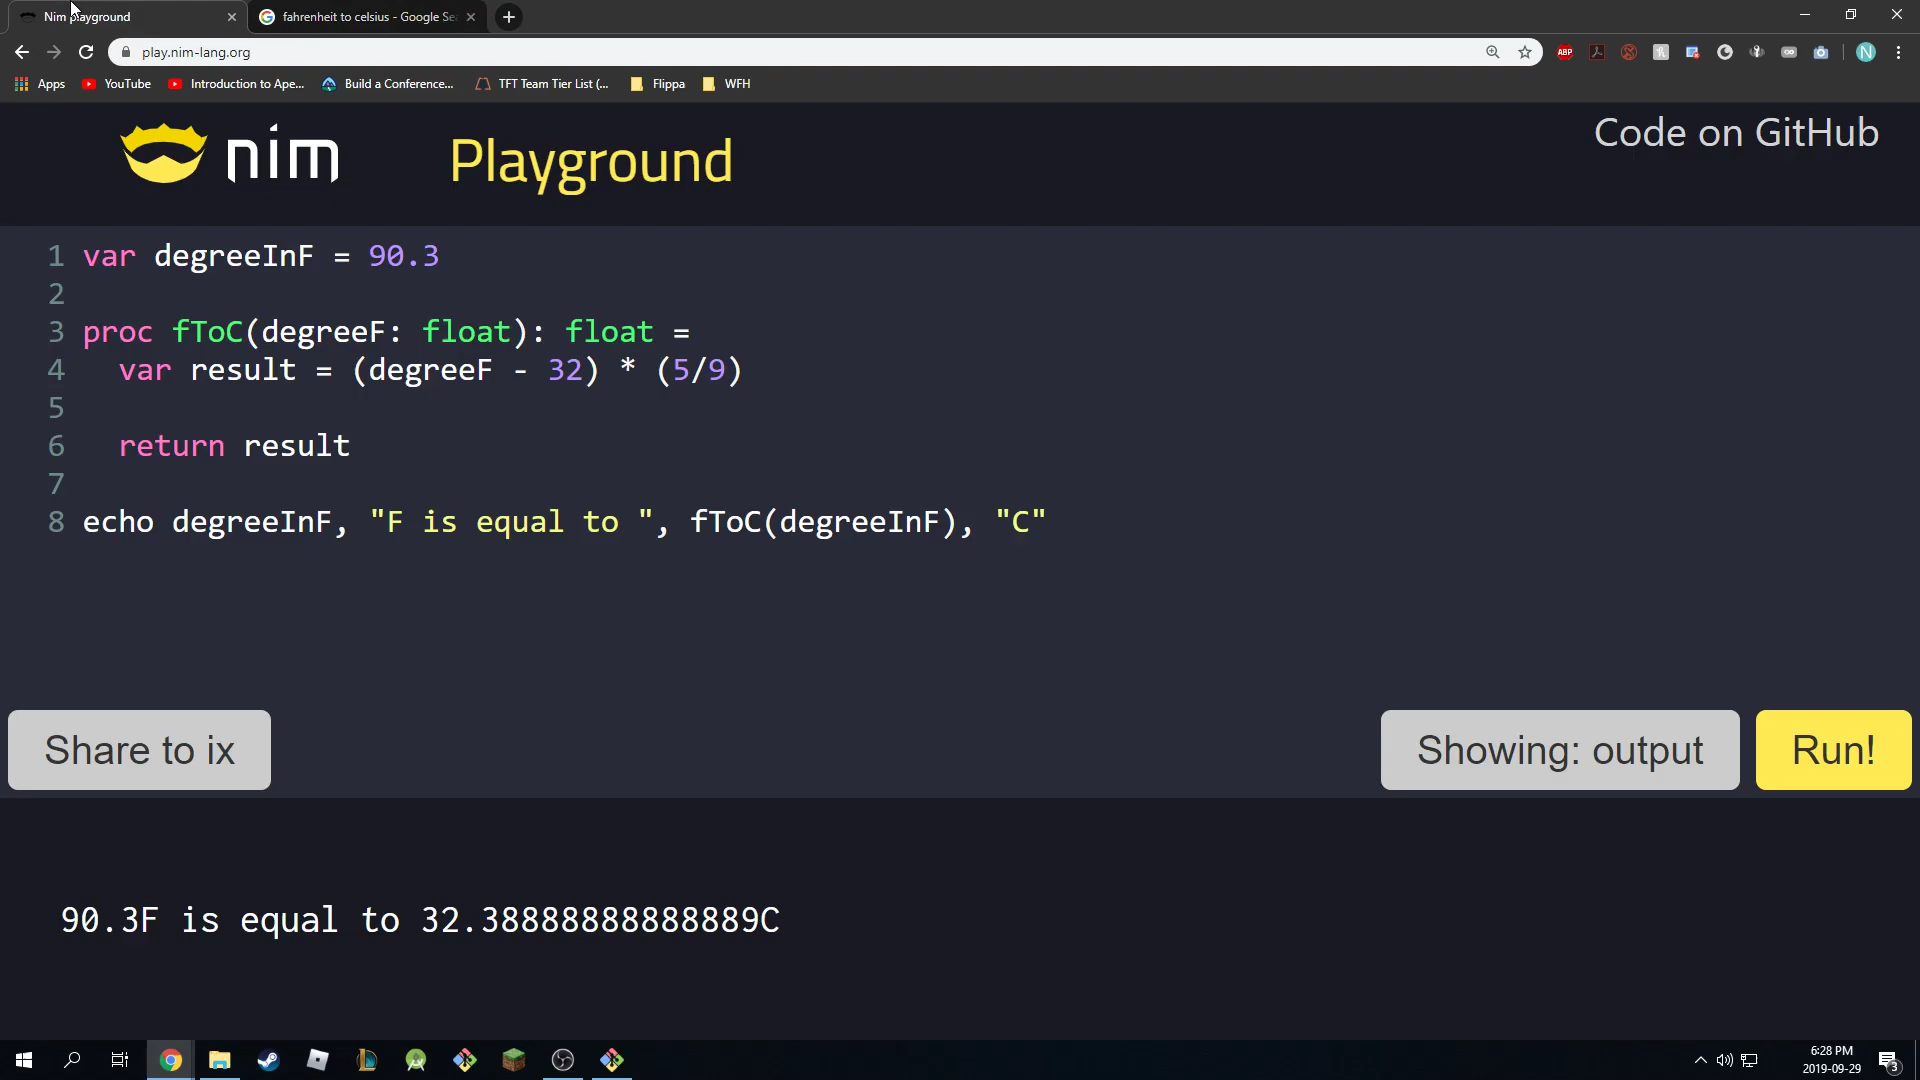 Nim playground
fahrenheit to celsius - Google Se
play.nim-lang.org
ABP
N
Apps
YouTube
Introduction to Ape...
Build a Conference...
TFT Team Tier List (...
Flippa
WFH
nim
Playground
Code on GitHub
1 var degreeInF = 90.3
2
3 proc fToC(degreeF: float): float =
4 var result = (degreeF - 32) * (5/9)
5
6 return result
7
8 echo degreeInF, "F is equal to ", fToC(degreeInF), "C"
Share to ix
Showing: output
Run!
90.3F is equal to 32.38888888888889C
6:28 PM
2019-09-29
3